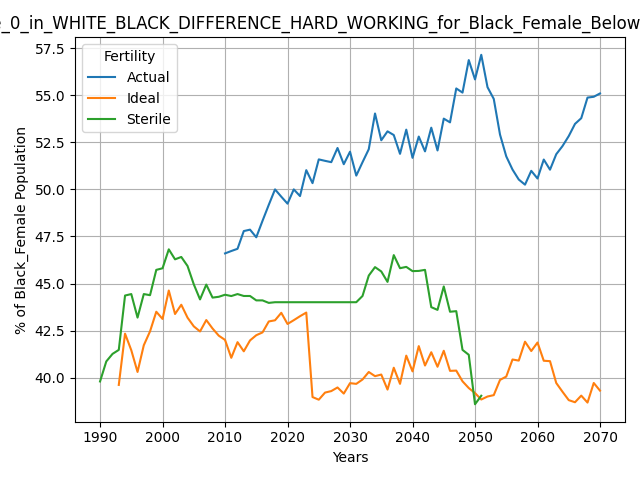 _0_in_WHITE_BLACK_DIFFERENCE_HARD_WORKING_for_Black_Female_Below
Fertility
Actual
Ideal
Sterile
% of Black_Female Population
57.5
55.0
52.5
50.0
47.5
45.0
42.5
40.0
1990 2000 2010 2020 2030 2040 2050 2060 2070
Years